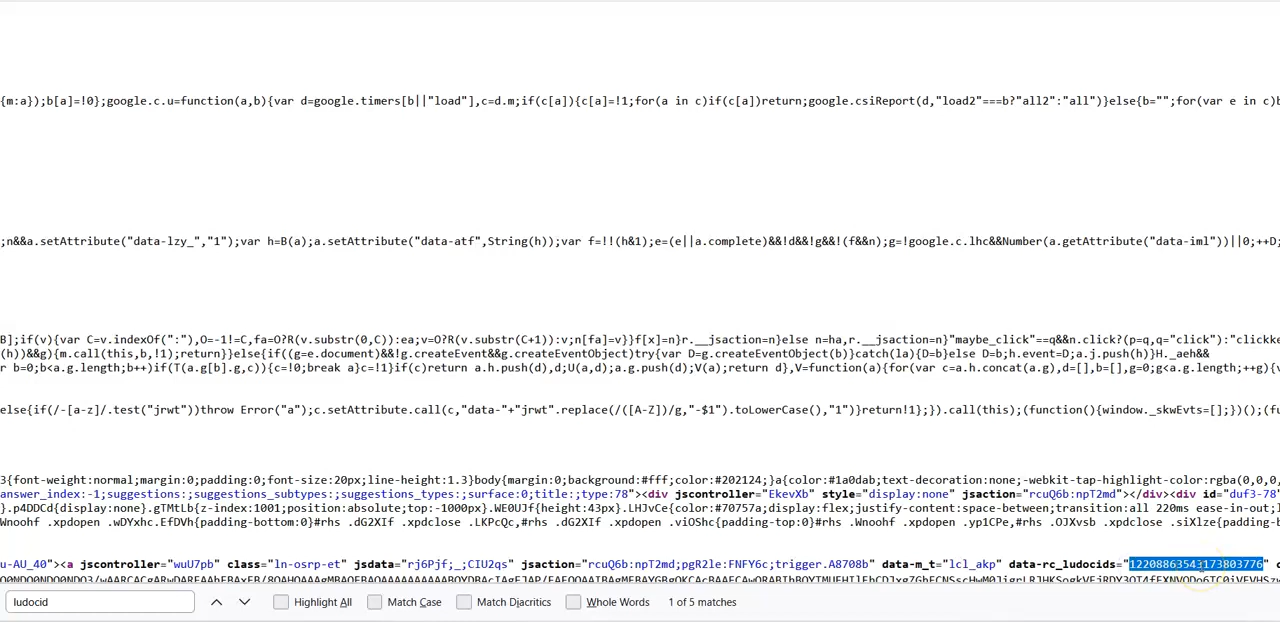 {m:a});b[a]=!0};google.c.u=function(a,b){var d=google.timers[b||"load"],c=d.m;if(c[a]){c[a]=!1;for(a in c)if(c[a])return;google.csiReport(d,"load2"===b?"all2":"all")}else{b="";for(var e in c)b
;n&&a.setAttribute("data-lzy_","1");var h=B(a);a.setAttribute("data-atf",String(h));var f=!!(h&1);e=(e||a.complete)&&!d&&!g&&!(f&&n);g=!google.c.lhc&&Number(a.getAttribute("data-iml"))||0;++D;
B];if(v){var C=v.indexOf(":"),O=-1!=C,fa=O?R(v.substr(0,C)):ea;v=O?R(v.substr(C+1)):v;n[fa]=v}}f[x]=n}r.__jsaction=n}else n=ha,r.__jsaction=n}"maybe_click"==q&&n.click?(p=q,q="click"):"clickke
(h))&&g){m.call(this,b,!1);return}}else{if((g=e.document)&&!g.createEvent&&g.createEventObject)try{var D=g.createEventObject(b)}catch(la){D=b}else D=b;h.event=D;a.j.push(h)}H._aeh&&
r b=0;b<a.g.length;b++)if(T(a.g[b].g,c)){c=!0;break a}c=!1}if(c)return a.h.push(d),d;U(a,d);a.g.push(d);V(a);return d},V=function(a){for(var c=a.h.concat(a.g),d=[],b=[],g=0;g<a.g.length;++g){v
else{if(/-[a-z]/.test("jrwt"))throw Error("a");c.setAttribute.call(c,"data-"+"jrwt".replace(/([A-Z])/g,"-$1").toLowerCase(),"1")}return!1};}).call(this);(function(){window._skwEvts=[];})();(fu
3{font-weight:normal;margin:0;padding:0;font-size:20px;line-height:1.3}body{margin:0;background:#fff;color:#202124;}a{color:#1a0dab;text-decoration:none;-webkit-tap-highlight-color:rgba(0,0,0,
answer_index:-1;suggestions:;suggestions_subtypes:;suggestions_types:;surface:0;title:;type:78"><div jscontroller="EkevXb" style="display:none" jsaction="rcuQ6b:npT2md"></div><div id="duf3-78"
}.p4DDCd{display:none}.gTMtLb{z-index:1001;position:absolute;top:-1000px}.WE0UJf{height:43px}.LHJvCe{color:#70757a;display:flex;justify-content:space-between;transition:all 220ms ease-in-out;l
Wnoohf .xpdopen .wDYxhc.EfDVh{padding-bottom:0}#rhs .dG2XIf .xpdclose .LKPcQc,#rhs .dG2XIf .xpdopen .viOShc{padding-top:0}#rhs .Wnoohf .xpdopen .yp1CPe,#rhs .OJXvsb .xpdclose .siXlze{padding-b
u-AU_40"><a jscontroller="wuU7pb" class="ln-osrp-et" jsdata="rj6Pjf;_;CIU2qs" jsaction="rcuQ6b:npT2md;pgR2le:FNFY6c;trigger.A8708b" data-m_t="lcl_akp" data-rc_ludocids="12208863543173803776" d
ludocid
Highlight All
Match Case
Match Diacritics
Whole Words
1 of 5 matches